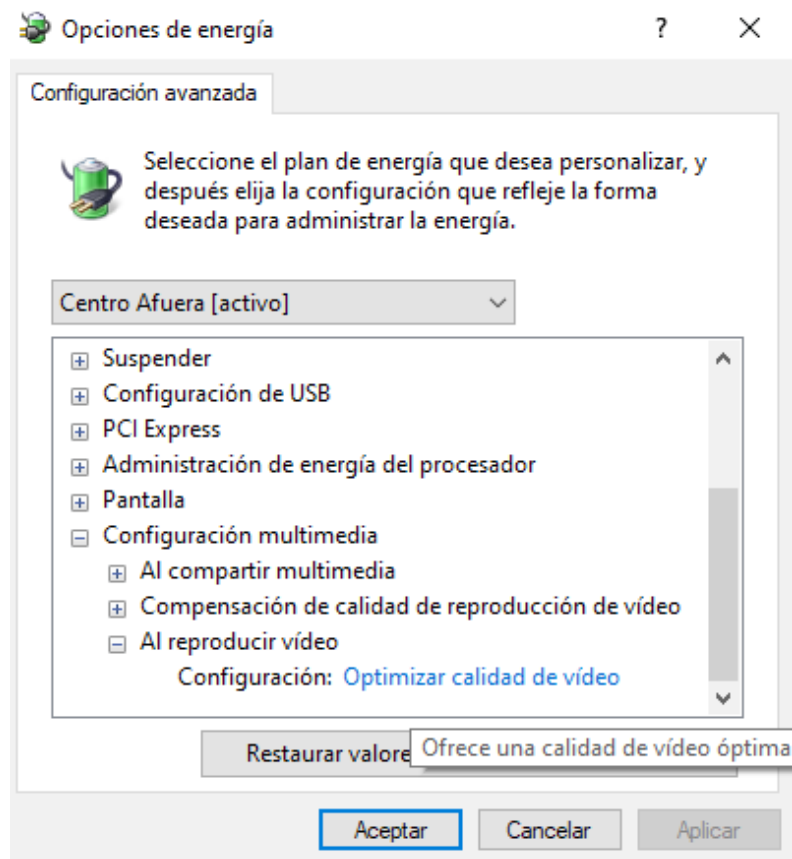 Opciones de energía
?
Configuración avanzada
Seleccione el plan de energía que desea personalizar, y
después elija la configuración que refleje la forma
deseada para administrar la energía.
Centro Afuera [activo]
Suspender
Configuración de USB
PCI Express
Administración de energía del procesador
Pantalla
Configuración multimedia
Al compartir multimedia
Compensación de calidad de reproducción de vídeo
Al reproducir vídeo
Configuración: Optimizar calidad de vídeo
Restaurar valore
Ofrece una calidad de vídeo óptima
Aceptar Cancelar Aplicar